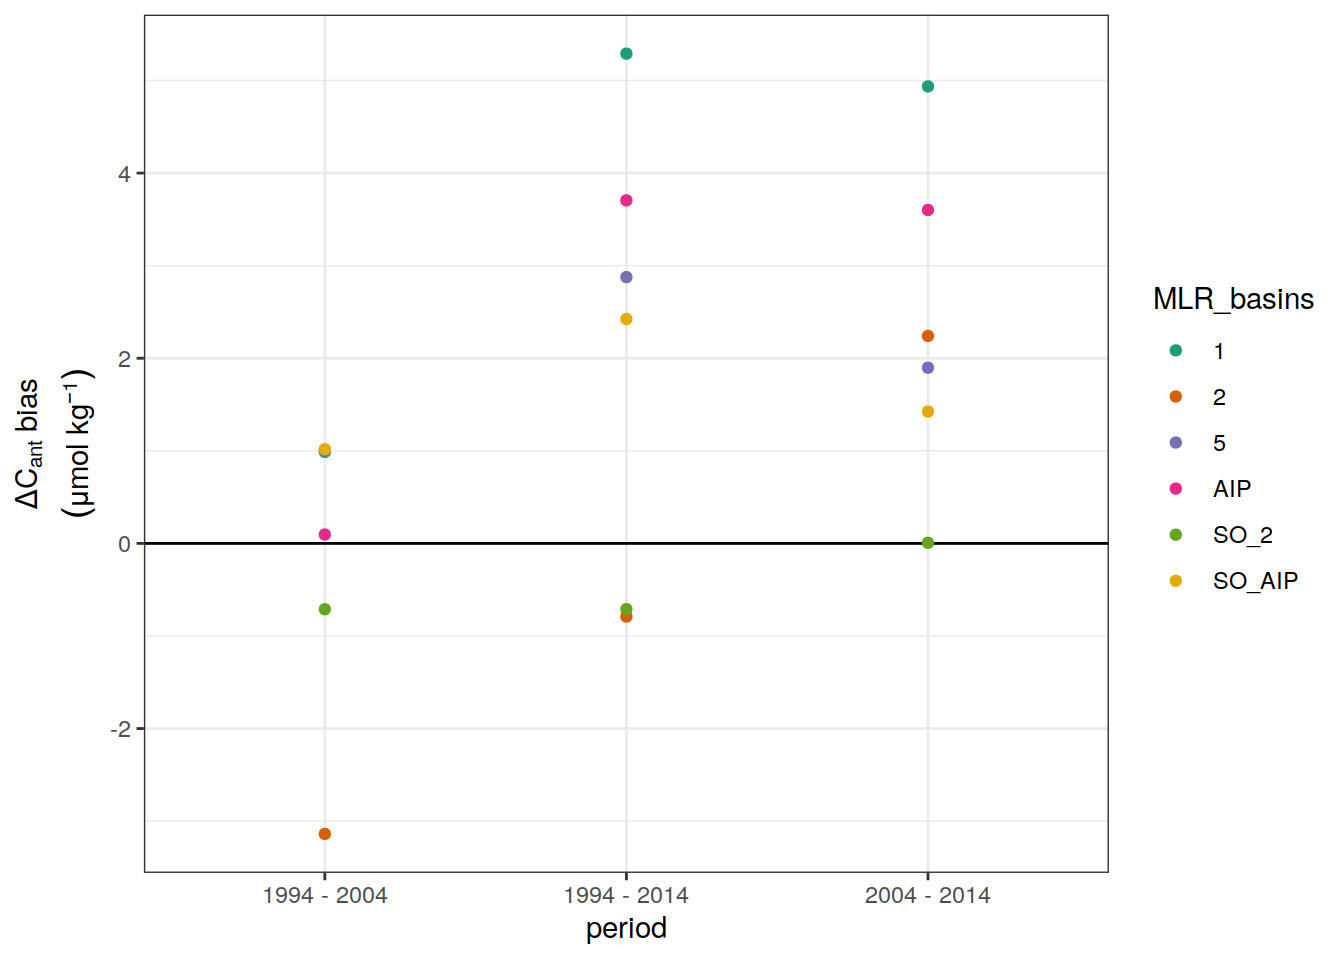 4
2
0
-2
ΔCant bias
(μmol kg⁻¹)
1994 - 2004
1994 - 2014
2004 - 2014
period
MLR_basins
1
2
5
AIP
SO_2
SO_AIP